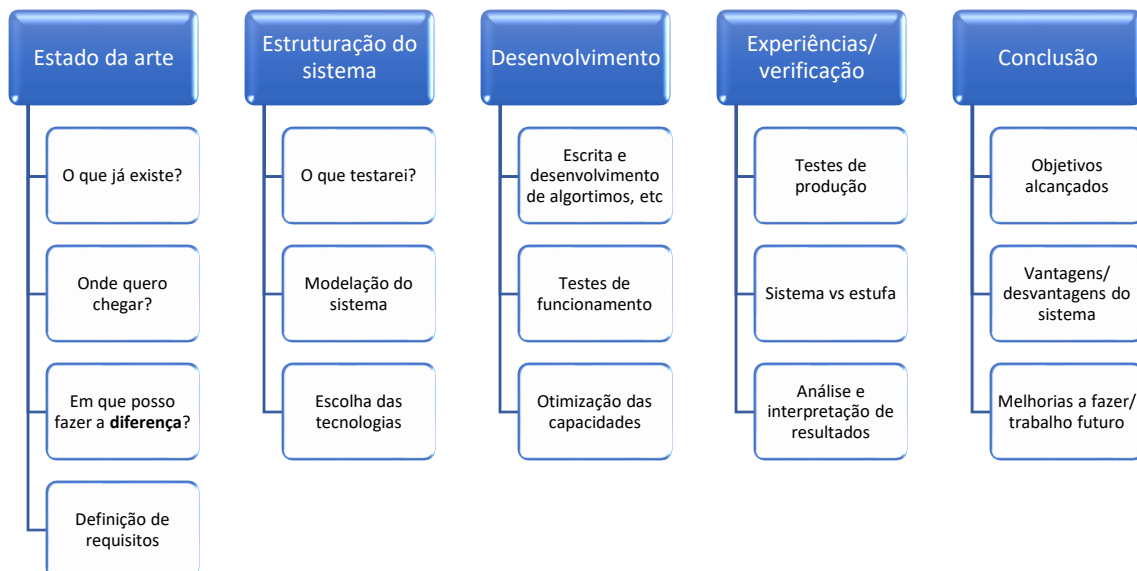 Estado da arte
O que já existe?
Onde quero
chegar?
Em que posso
fazer a diferença?
Definição de
requisitos
Estruturação do
sistema
O que testarei?
Modelação do
sistema
Escolha das
tecnologias
Desenvolvimento
Escrita e
desenvolvimento
de algortimos, etc
Testes de
funcionamento
Otimização das
capacidades
Experiências/
verificação
Testes de
produção
Sistema vs estufa
Análise e
interpretação de
resultados
Conclusão
Objetivos
alcançados
Vantagens/
desvantagens do
sistema
Melhorias a fazer/
trabalho futuro